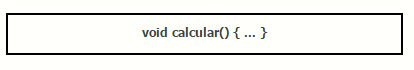 void calcular() { ... }